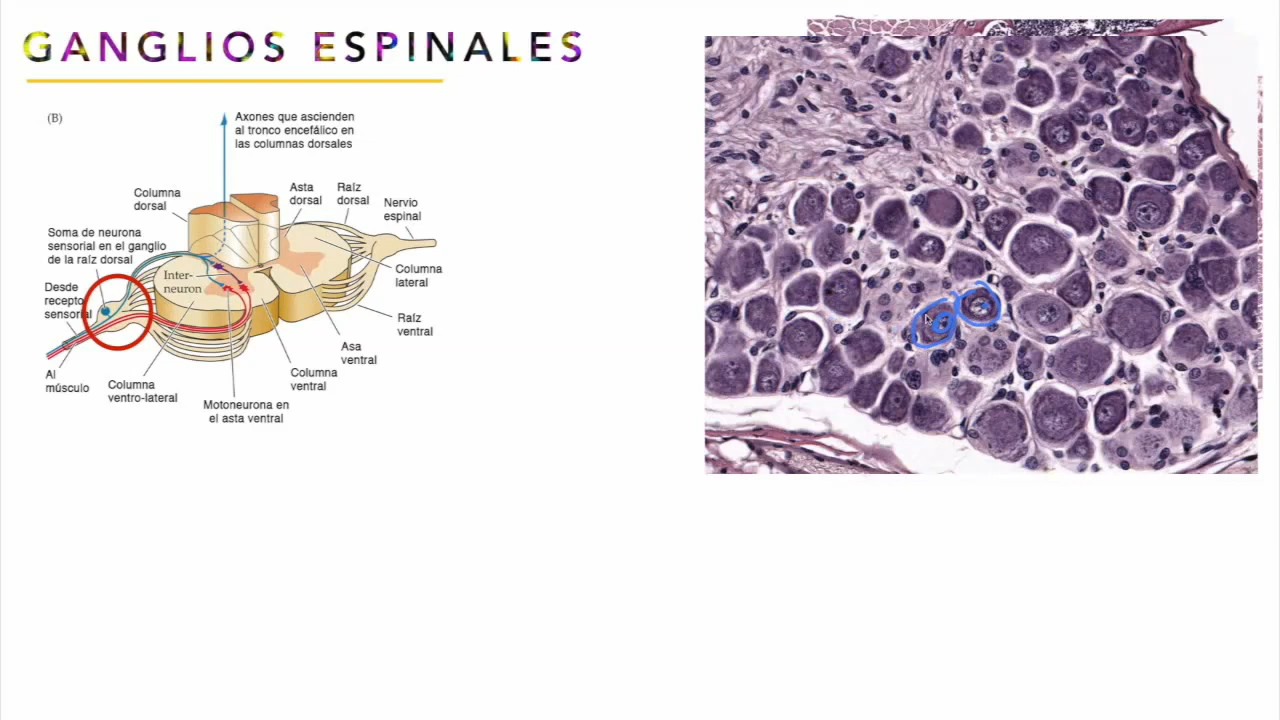 GANGLIOS ESPINALES
(B)
Axones que ascienden
al tronco encefálico en
las columnas dorsales
Columna
dorsal
Asta
dorsal
Raíz
dorsal
Nervio
espinal
Soma de neurona
sensorial en el ganglio
de la raíz dorsal
Inter-
neuron
Columna
lateral
Desde
recepto
sensorial
Raíz
ventral
Asa
ventral
Al
músculo
Columna
ventro-lateral
Columna
ventral
Motoneurona en
el asta ventral